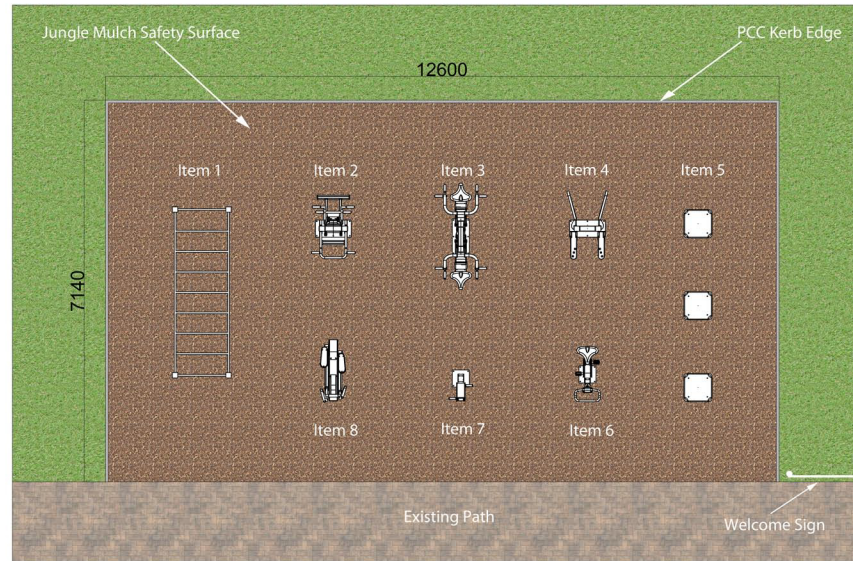 Jungle Mulch Safety Surface
PCC Kerb Edge
12600
Item 1
Item 2
Item 3
Item 4
Item 5
7140
Item 8
Item 7
Item 6
Existing Path
Welcome Sign